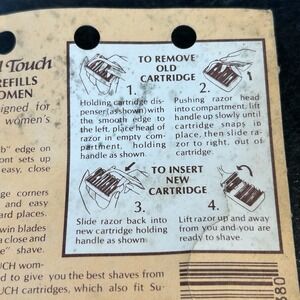 l Touch
REFILLS
OMEN
signed for
women's
b" edge on
ont sets up
easy, close
ge corners
and easy
ard places.
win blades
a close and
e" shave.
UCH wom-
ed to give you the best shaves from
UCH cartridges, which also fit Su-
TO REMOVE
OLD
CARTRIDGE
1.
Holding cartridge dis-
penser (as shown) with
the smooth edge to
the left, place head of
razor in empty com-
partment, holding
handle as shown.
2.
Pushing razor head
into compartment, lift
handle up slowly until
cartridge snaps in
place, then slide ra-
zor to right, out of
cartridge.
TO INSERT
NEW
CARTRIDGE
3.
Slide razor back into
new cartridge holding
handle as shown.
4.
Lift razor up and away
from you and you are
ready to shave.